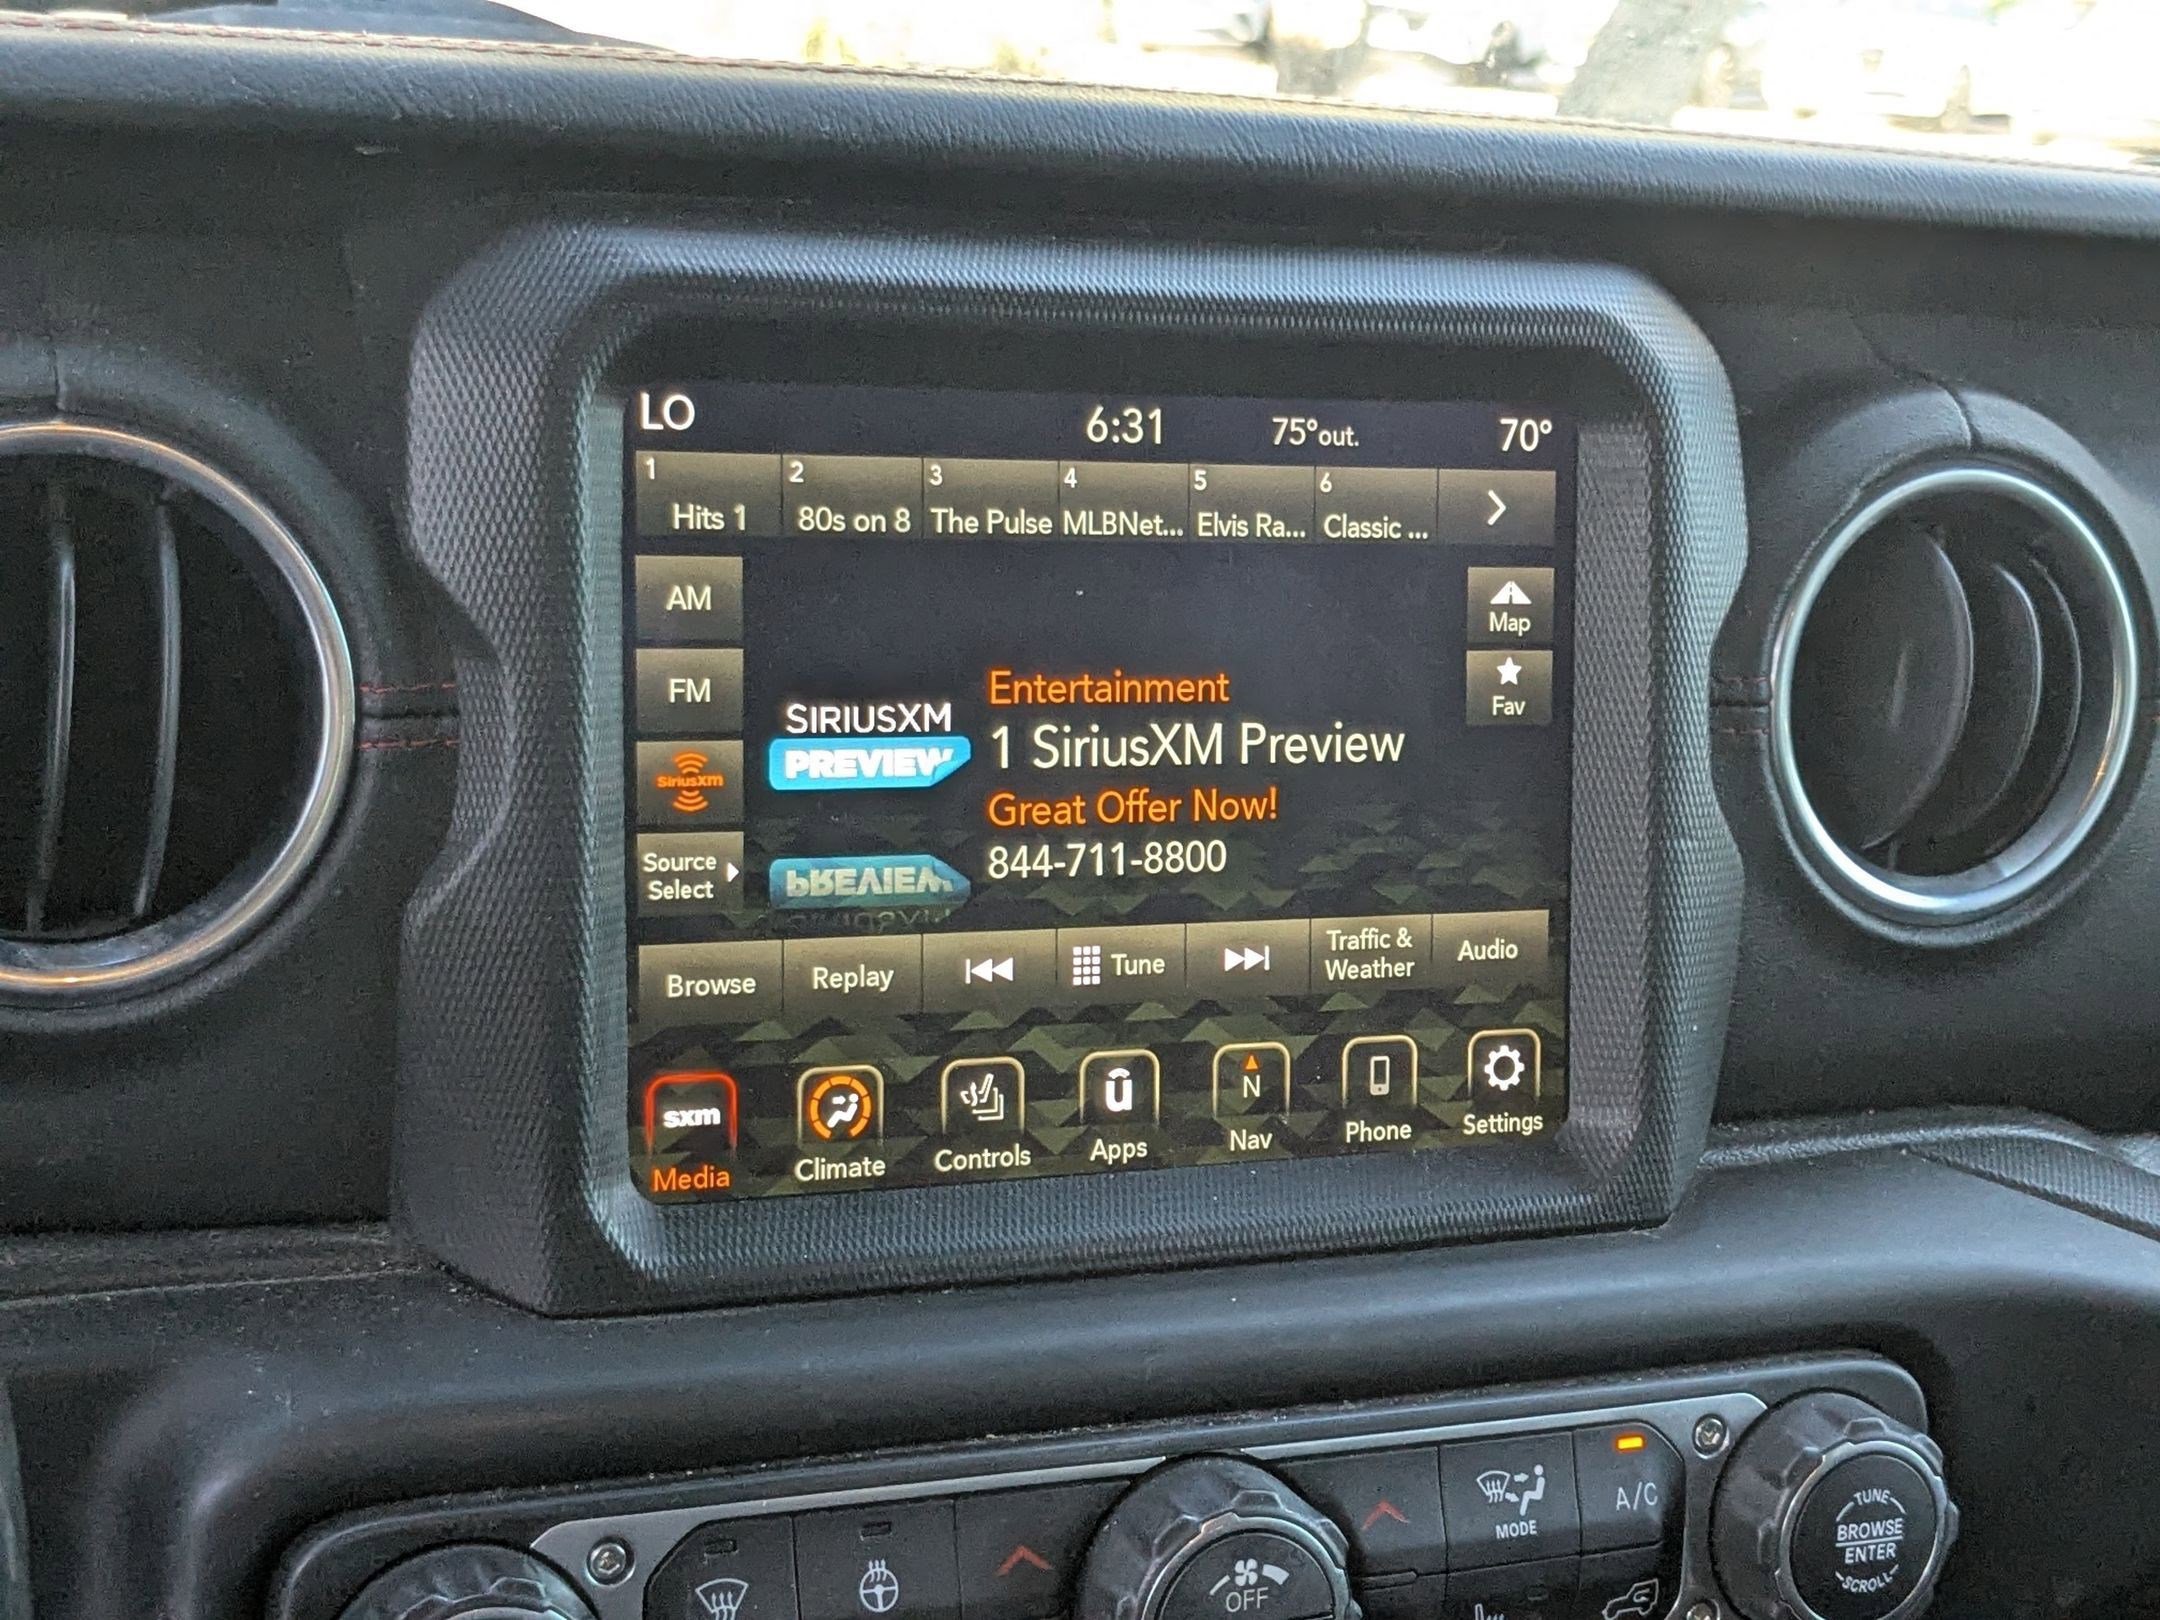 LO
6:31
75°out.
70°
1
Hits 1
2
80s on 8
3
The Pulse
4
MLBNet...
5
Elvis Ra...
6
Classic ...
AM
FM
SiriusXm
Source
Select
Map
Fav
SIRIUSXM
PREVIEW
Entertainment
1 SiriusXM Preview
Great Offer Now!
844-711-8800
PREVIEW
SIRIUSXM
Browse
Replay
Tune
Traffic &
Weather
Audio
sxm
Media
Climate
Controls
û
Apps
N
Nav
Phone
Settings
MODE
A/C
OFF
TUNE
BROWSE
ENTER
SCROLL